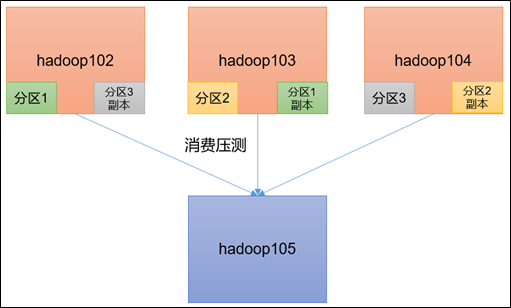 hadoop102
hadoop103
hadoop104
分区1
分区3
副本
分区2
分区1
副本
分区3
分区2
副本
消费压测
hadoop105